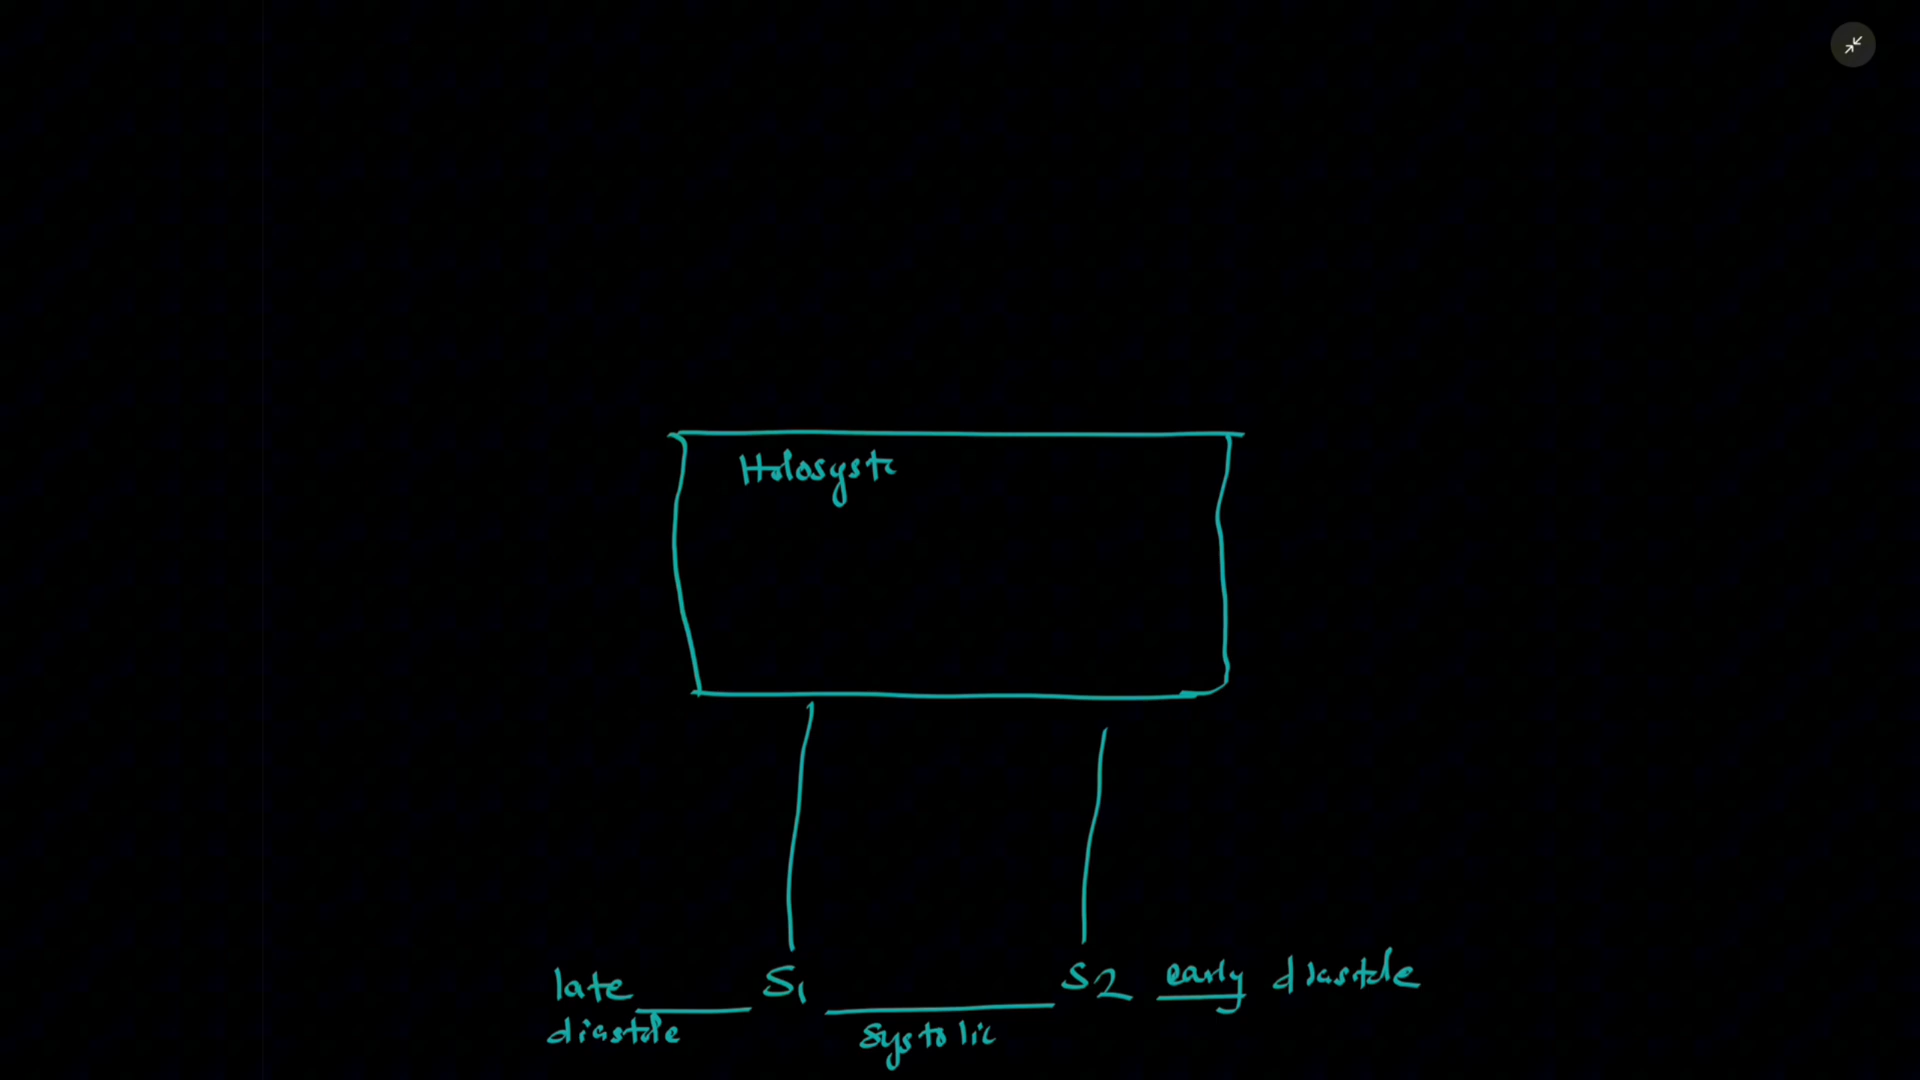 Holosyst
late
diastole
S1
systolic
S2
early diastole